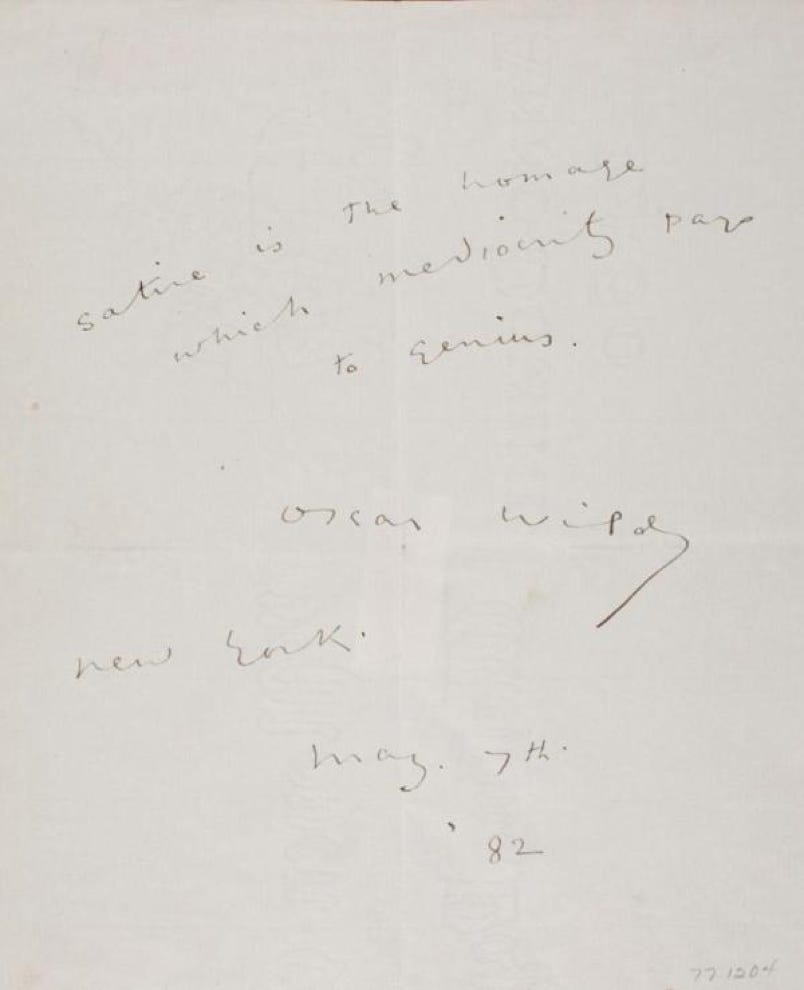 satire is the homage
which mediocrity pays
to genius.
Oscar Wilde
new York.
May. 7th.
'82
77.1204